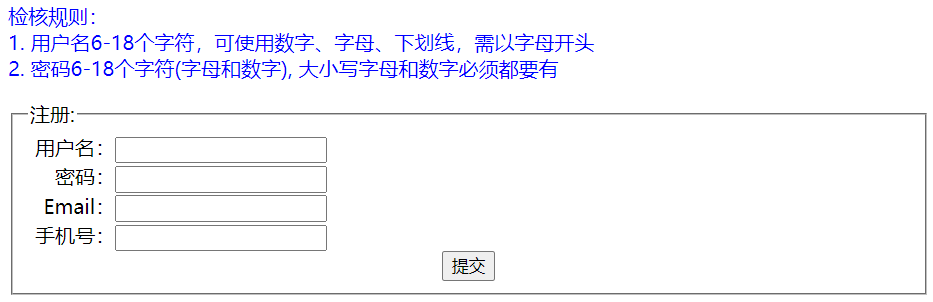 检核规则：
1. 用户名6-18个字符，可使用数字、字母、下划线，需以字母开头
2. 密码6-18个字符(字母和数字), 大小写字母和数字必须都要有
注册:
用户名：
密码：
Email：
手机号：
提交